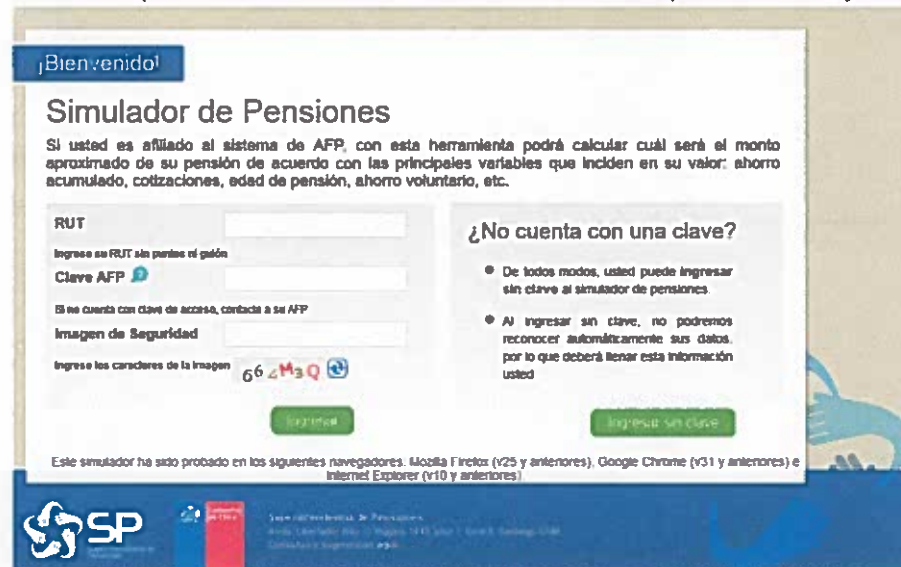 ¡Bienvenido!
Simulador de Pensiones
Si usted es afiliado al sistema de AFP, con esta herramienta podrá calcular cuál será el monto
aproximado de su pensión de acuerdo con las principales variables que inciden en su valor: ahorro
acumulado, cotizaciones, edad de pensión, ahorro voluntario, etc.
RUT
Ingrese su RUT sin puntos ni guión
Clave AFP
Si no cuenta con clave de acceso, contacte a su AFP
Imagen de Seguridad
Ingrese los caracteres de la imagen
Ingresar
¿No cuenta con una clave?
De todos modos, usted puede ingresar
sin clave al simulador de pensiones
Al ingresar sin clave, no podremos
reconocer automáticamente sus datos,
por lo que deberá llenar esta información
usted
Ingresar sin clave
Este simulador ha sido probado en los siguientes navegadores. Mozilla Firefox (v25 y anteriores), Google Chrome (v31 y anteriores) e
Internet Explorer (v10 y anteriores)
SP
Superintendencia de Pensiones